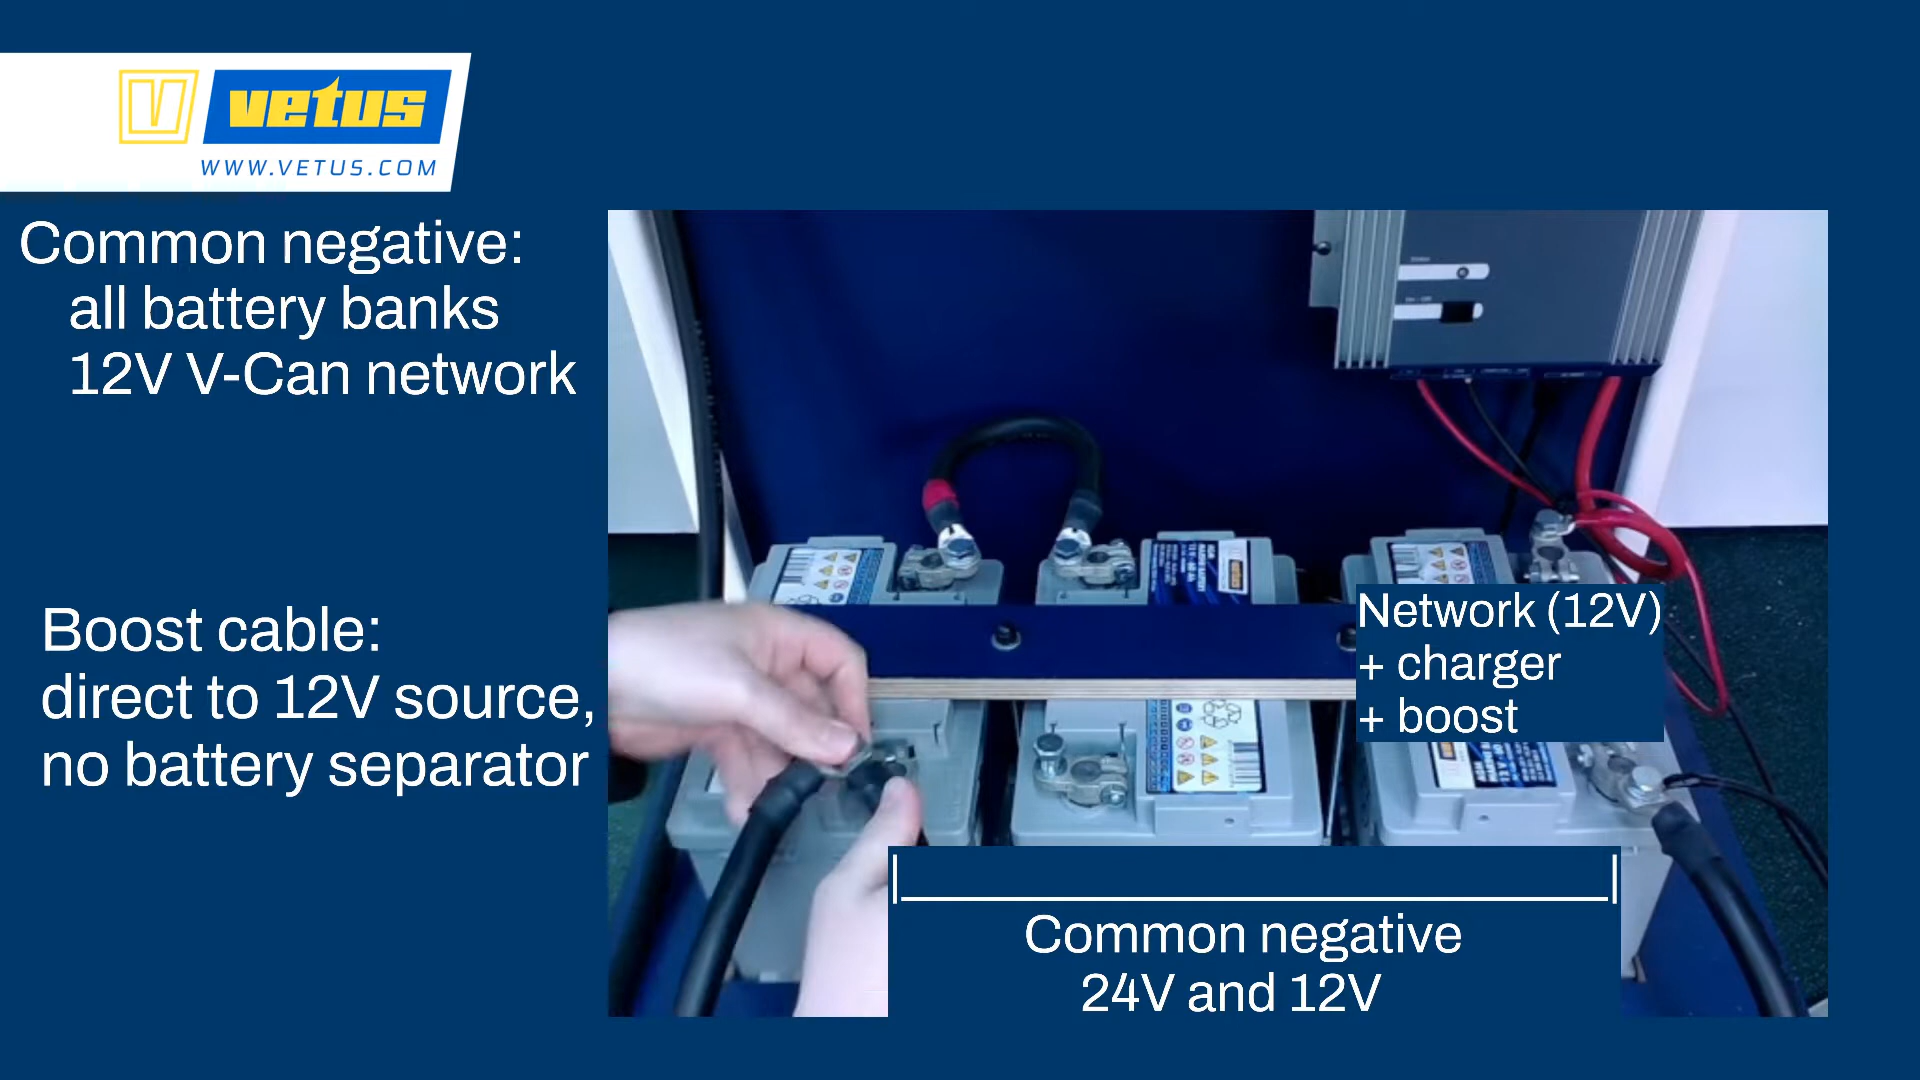 vetus
WWW.VETUS.COM
Common negative:
all battery banks
12V V-Can network
Boost cable:
direct to 12V source,
no battery separator
Network (12V)
+ charger
+ boost
Common negative
24V and 12V